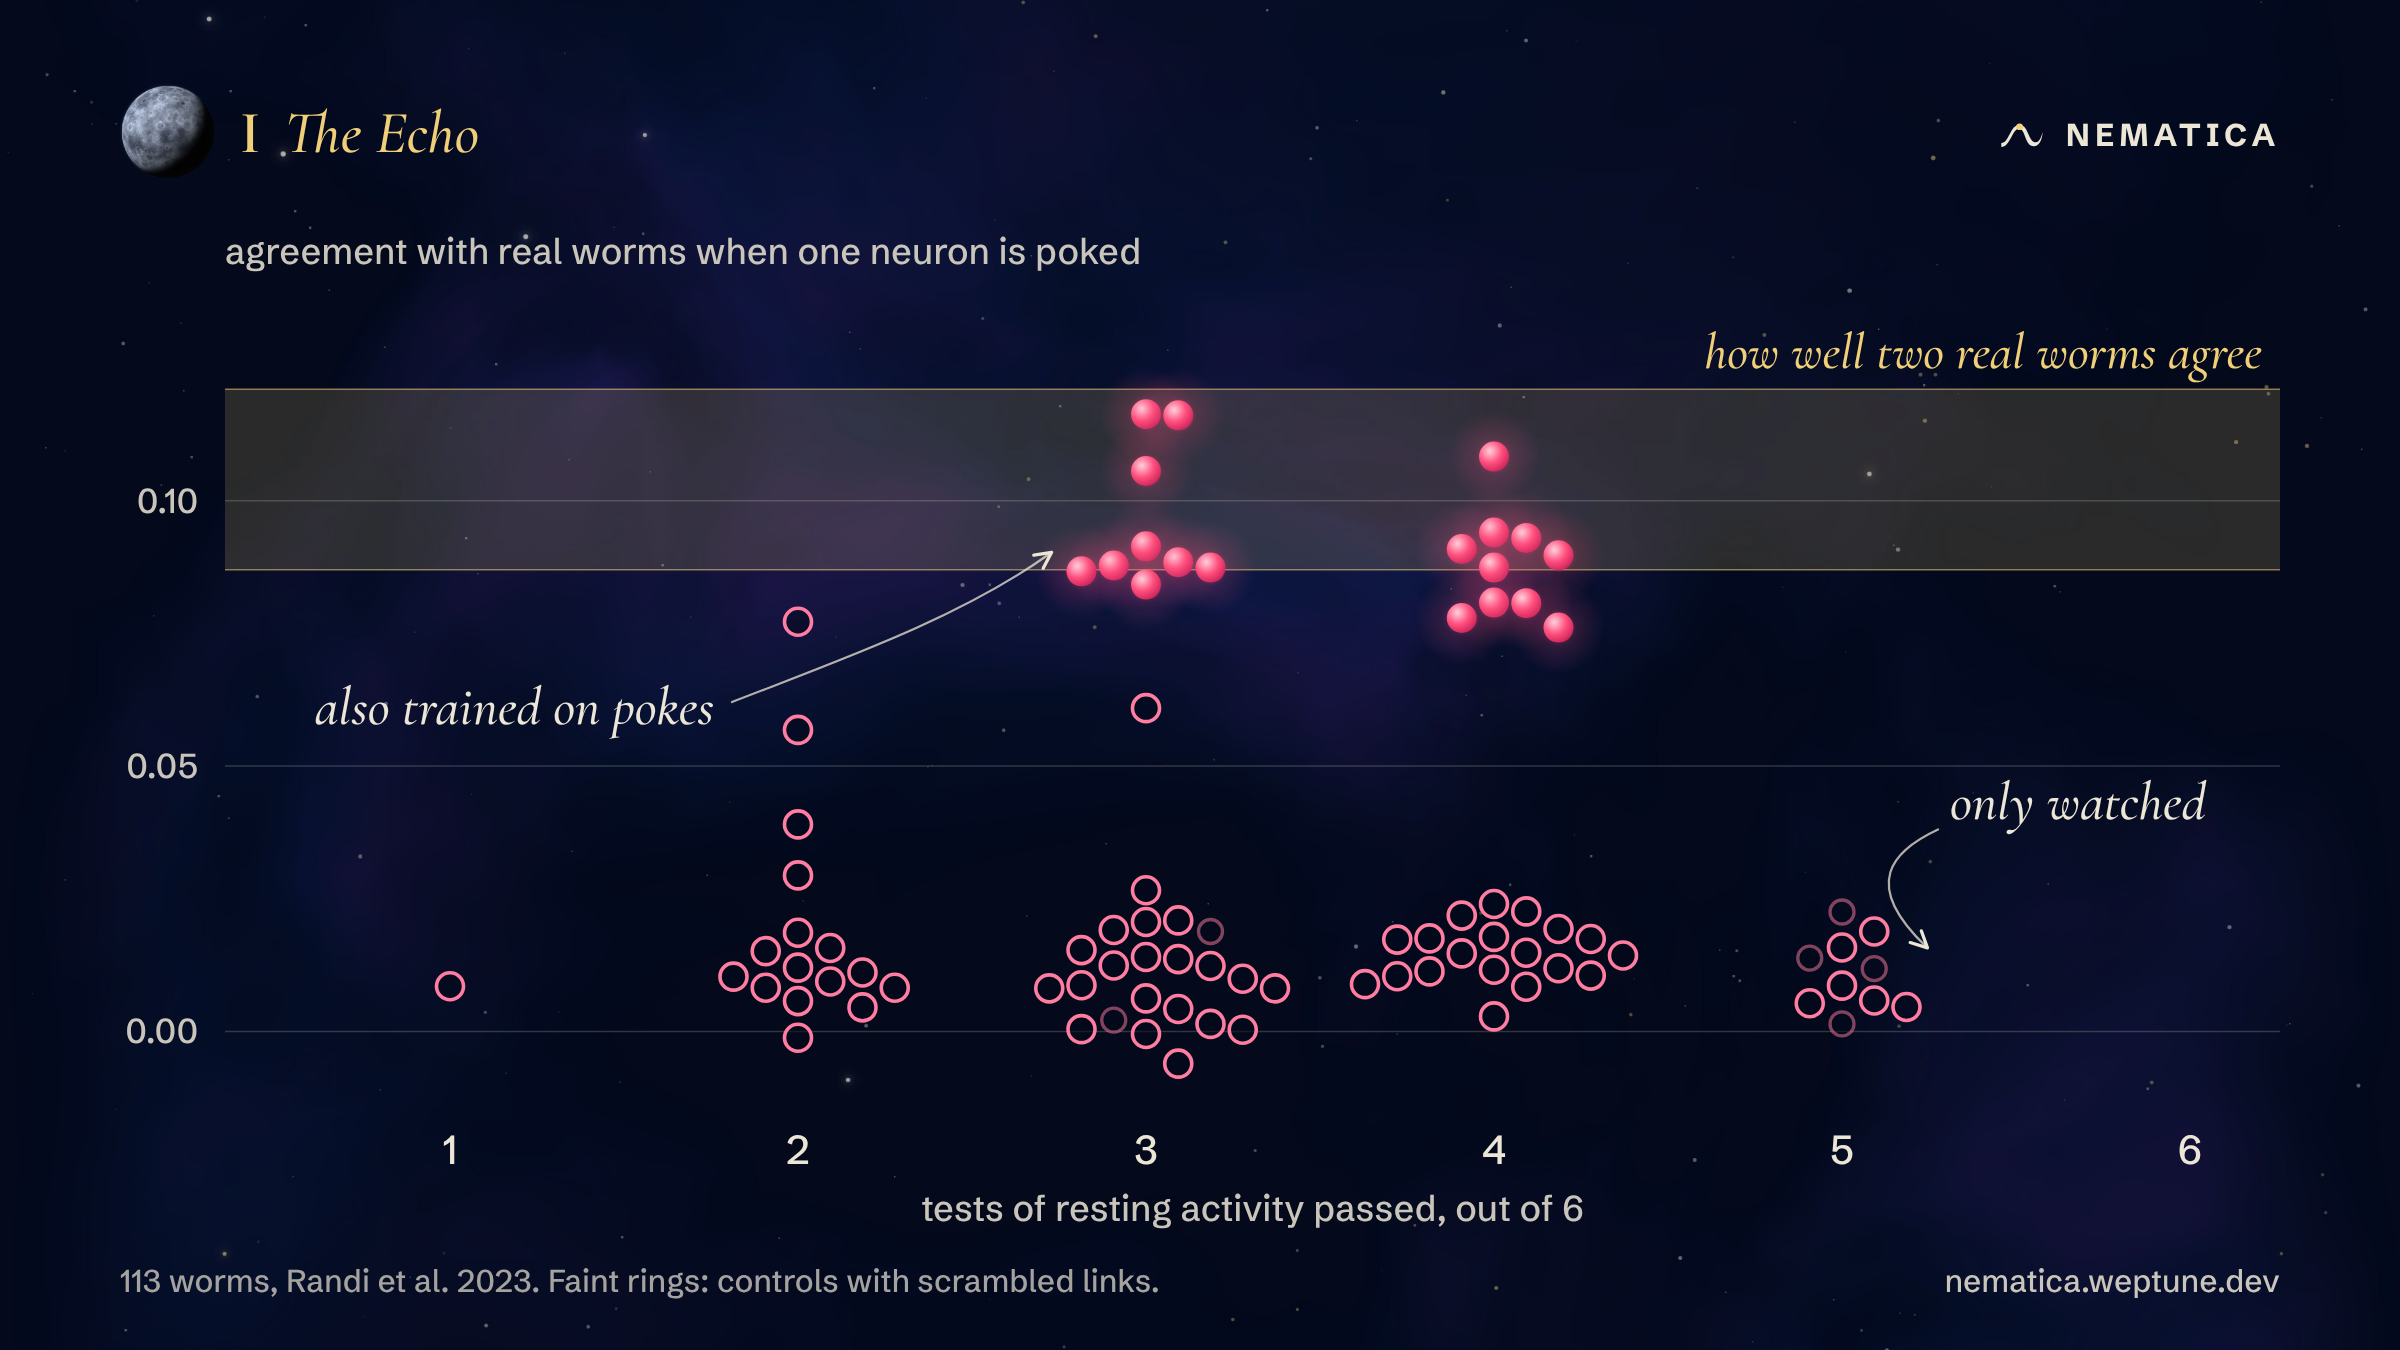 I The Echo
NEMATICA
agreement with real worms when one neuron is poked
how well two real worms agree
0.10
also trained on pokes
0.05
only watched
0.00
1 2 3 4 5 6
tests of resting activity passed, out of 6
113 worms, Randi et al. 2023. Faint rings: controls with scrambled links.
nematica.weptune.dev